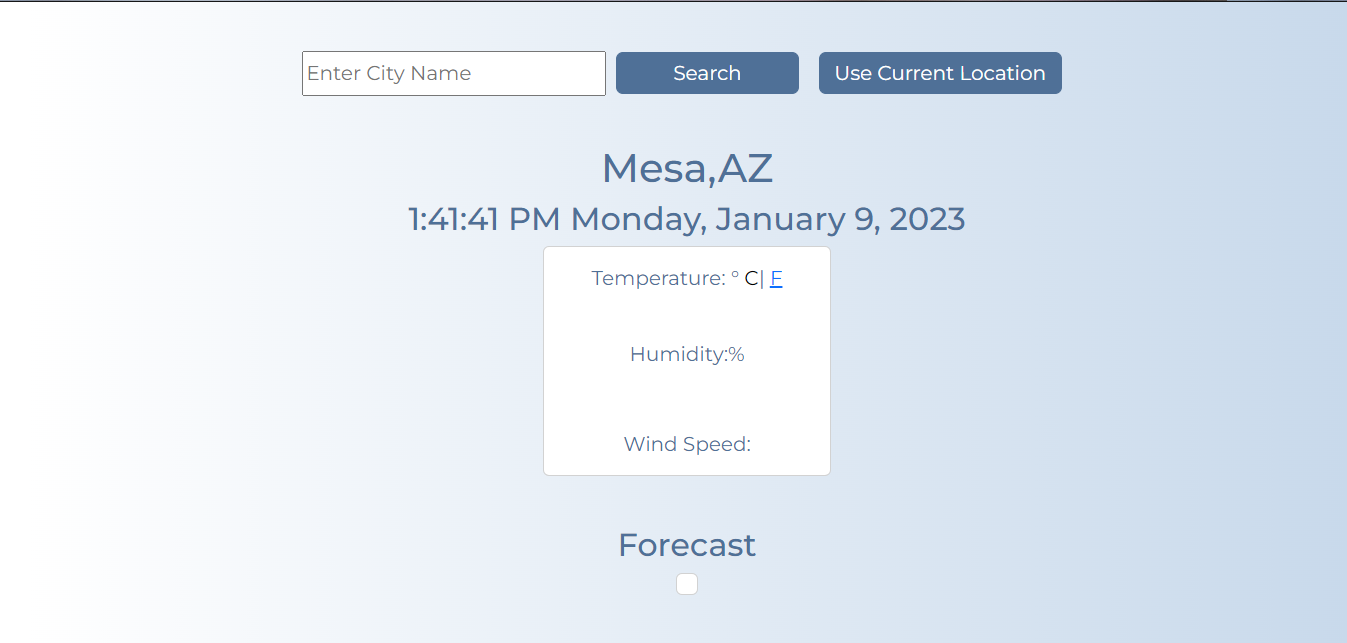 Enter City Name Search Use Current Location
Mesa,AZ
1:41:41 PM Monday, January 9, 2023
Temperature: ° C| F
Humidity:%
Wind Speed:
Forecast